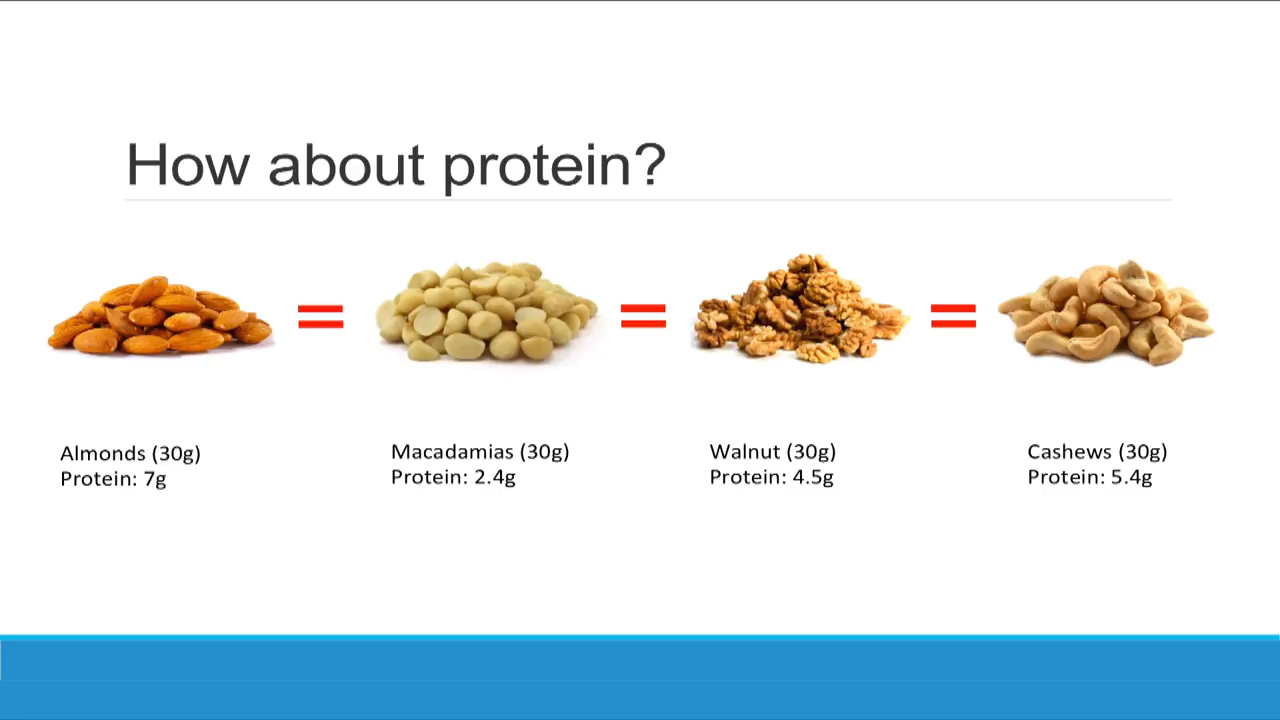 How about protein?
= = =
Almonds (30g)
Protein: 7g
Macadamias (30g)
Protein: 2.4g
Walnut (30g)
Protein: 4.5g
Cashews (30g)
Protein: 5.4g